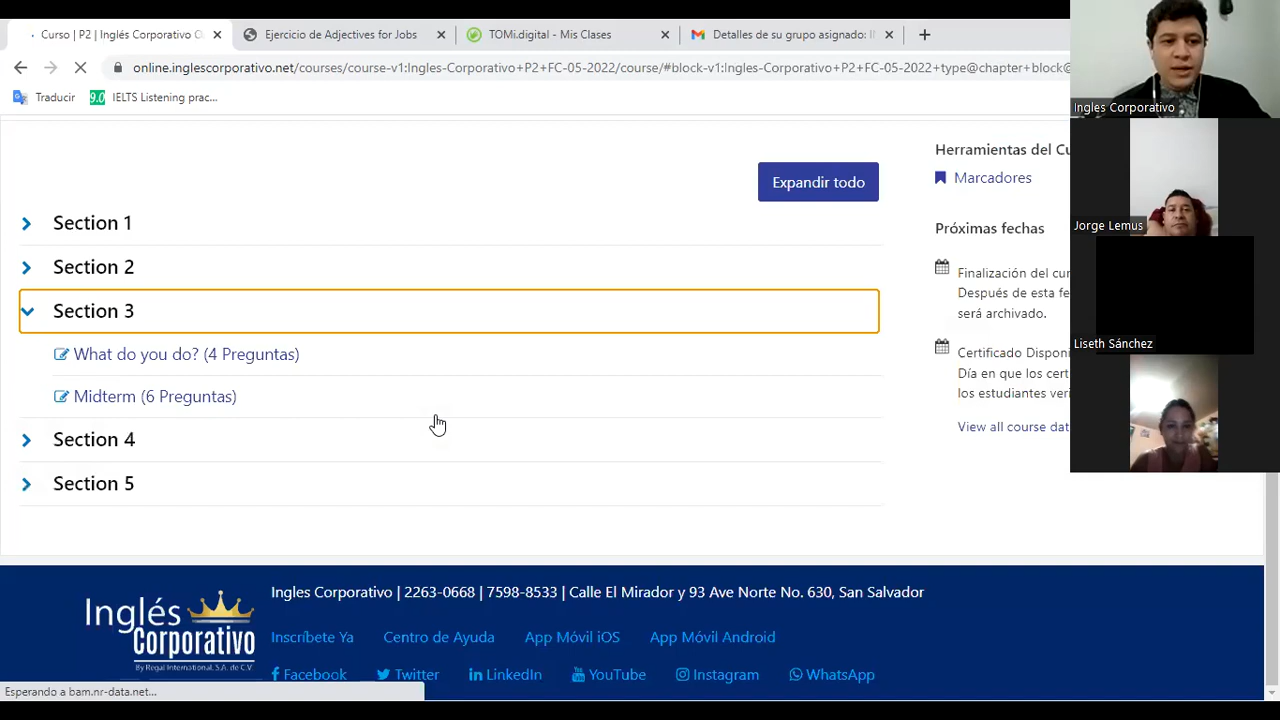 Curso | P2 | Inglés Corporativo O
Ejercicio de Adjectives for Jobs
TOMi.digital - Mis Clases
Detalles de su grupo asignado: I
online.inglescorporativo.net/courses/course-v1:Ingles-Corporativo+P2+FC-05-2022/course/#block-v1:Ingles-Corporativo+P2+FC-05-2022+type@chapter+block@
Traducir
9.0 IELTS Listening prac...
Expandir todo
Section 1
Section 2
Section 3
What do you do? (4 Preguntas)
Midterm (6 Preguntas)
Section 4
Section 5
Herramientas del Cu
Marcadores
Próximas fechas
Finalización del cur
Después de esta fe
será archivado.
Certificado Disponi
Día en que los cert
los estudiantes veri
View all course dat
Ingles Corporativo
Jorge Lemus
Liseth Sánchez
Inglés
Corporativo
By Regal International, S.A. de C.V.
Ingles Corporativo | 2263-0668 | 7598-8533 | Calle El Mirador y 93 Ave Norte No. 630, San Salvador
Inscríbete Ya
Centro de Ayuda
App Móvil iOS
App Móvil Android
Facebook
Twitter
LinkedIn
YouTube
Instagram
WhatsApp
Esperando a bam.nr-data.net...